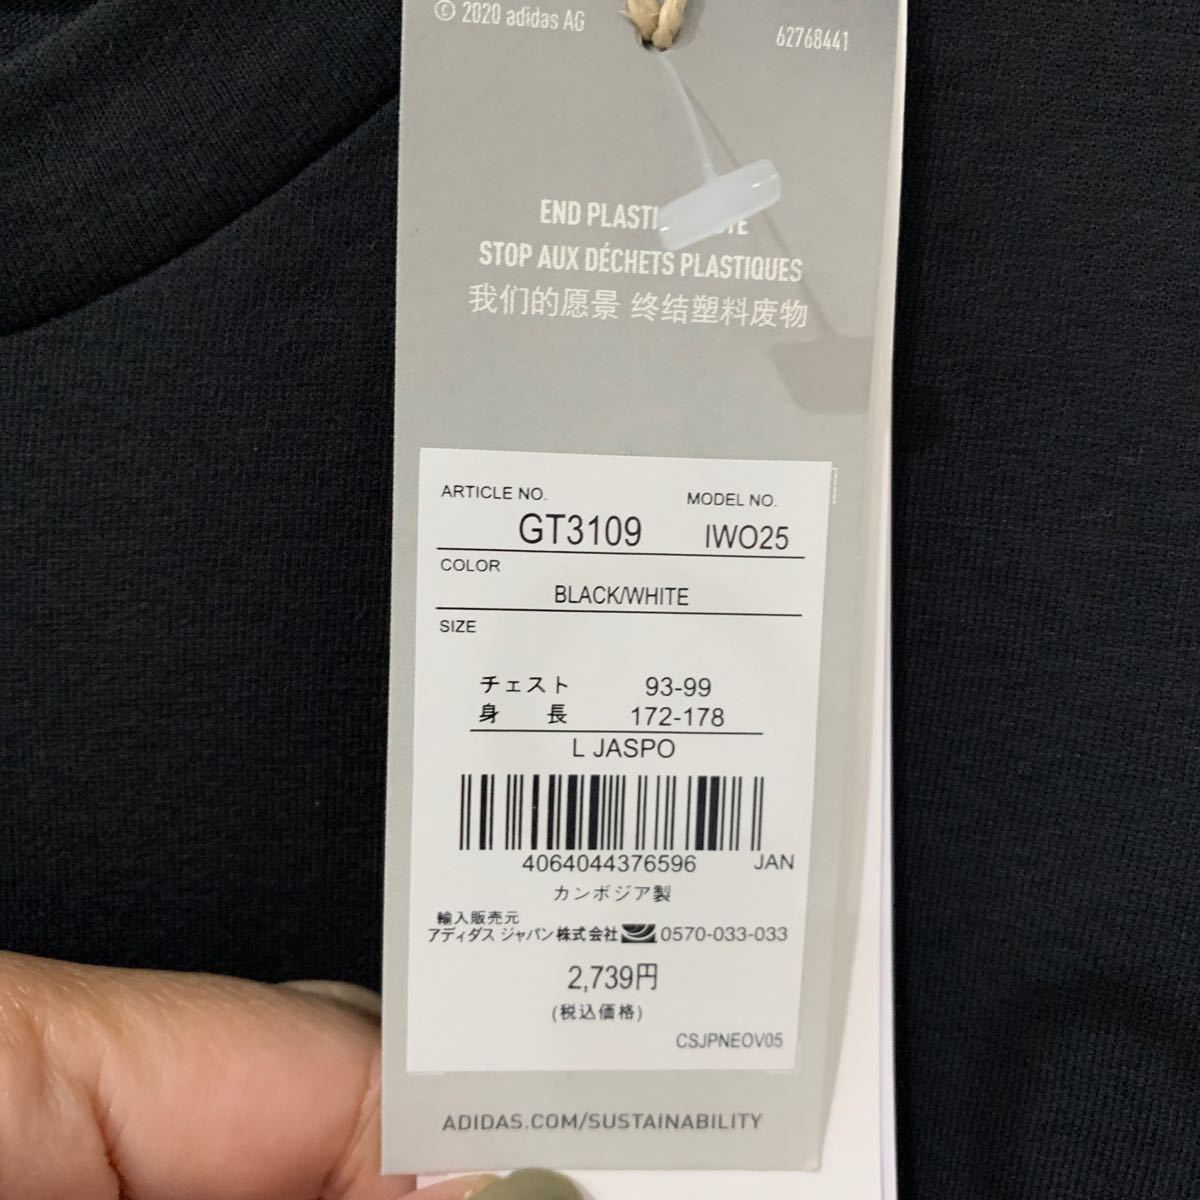 © 2020 adidas AG
62768441
END
STOP AUX DÉCHETS PLASTIQUES
我们的愿景 终结塑料废物
ARTICLE NO.
MODEL NO.
GT3109
IWO25
COLOR
BLACK/WHITE
SIZE
チェスト 93-99
身長 172-178
L JASPO
4064044376596 JAN
カンボジア製
輸入販売元
アディダス ジャパン株式会社 0570-033-033
2,739円
(税込価格)
CSJPNEOV05
ADIDAS.COM/SUSTAINABILITY